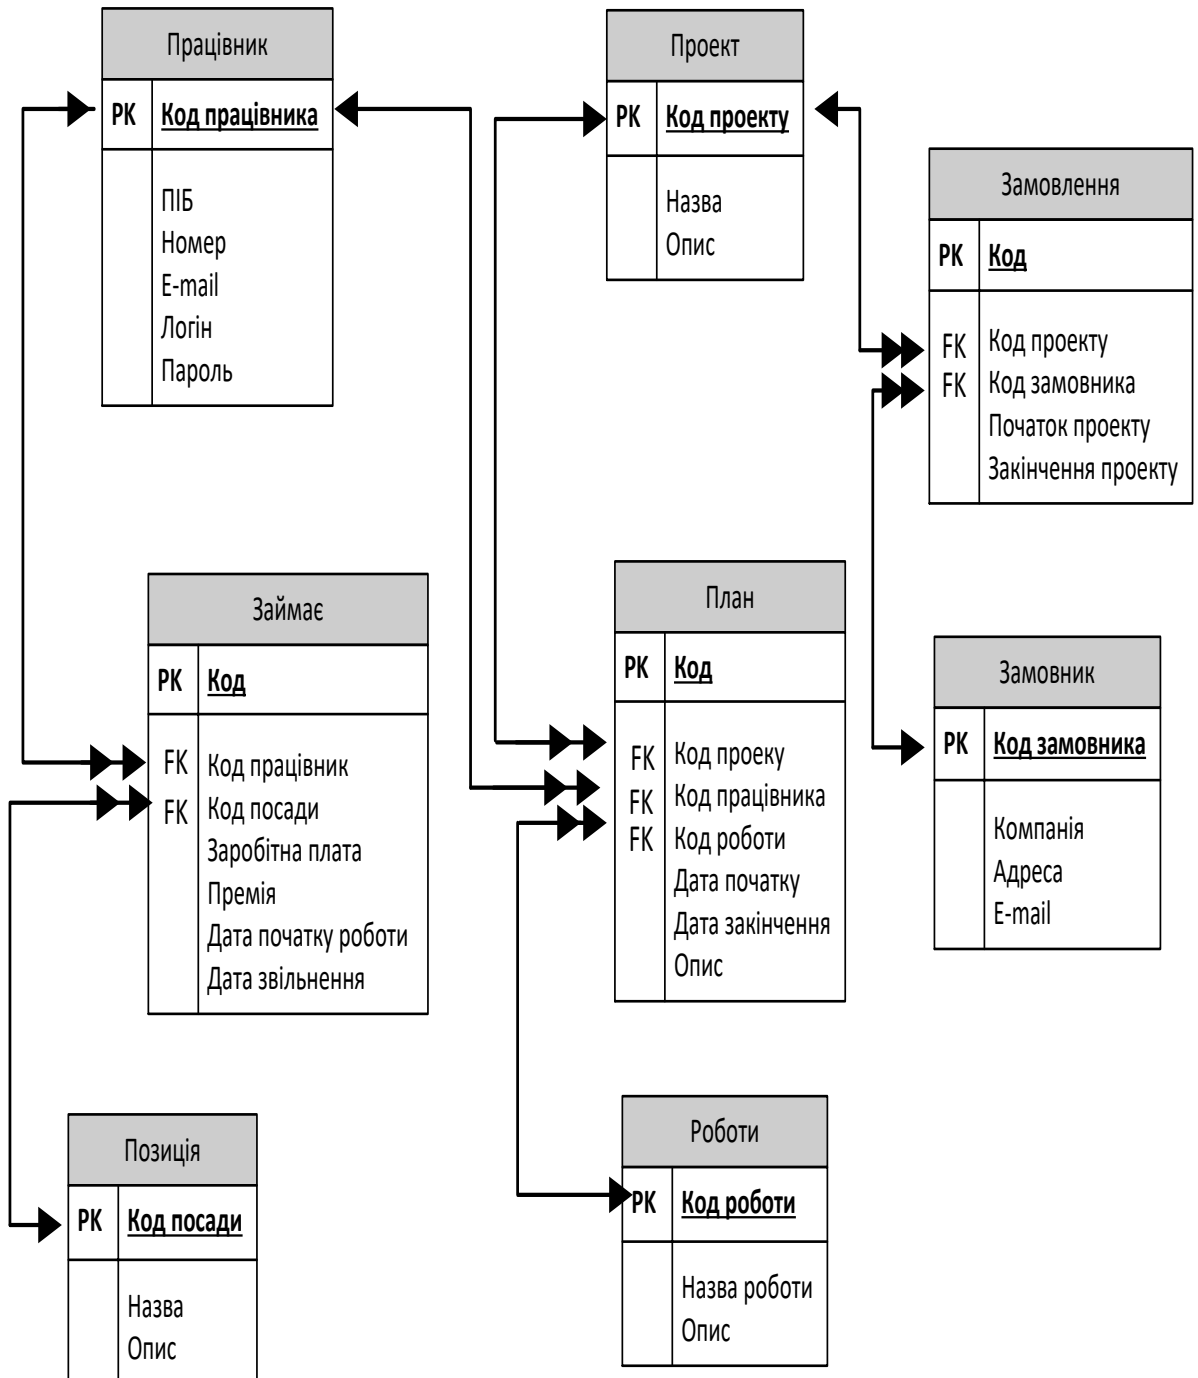 Працівник
PK Код працівника
ПІБ
Номер
E-mail
Логін
Пароль
Проект
PK Код проекту
Назва
Опис
Замовлення
PK Код
FK Код проекту
FK Код замовника
Початок проекту
Закінчення проекту
Займає
PK Код
FK Код працівник
FK Код посади
Заробітна плата
Премія
Дата початку роботи
Дата звільнення
План
PK Код
FK Код проеку
FK Код працівника
FK Код роботи
Дата початку
Дата закінчення
Опис
Замовник
PK Код замовника
Компанія
Адреса
E-mail
Позиція
PK Код посади
Назва
Опис
Роботи
PK Код роботи
Назва роботи
Опис